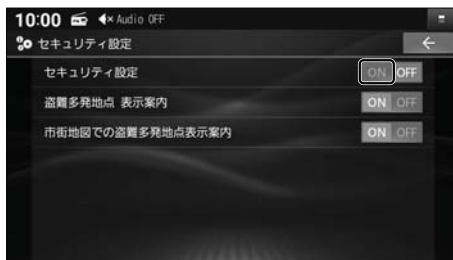 10:00 Audio OFF
セキュリティ設定
セキュリティ設定 ON OFF
盗難多発地点 表示案内 ON OFF
市街地図での盗難多発地点表示案内 ON OFF